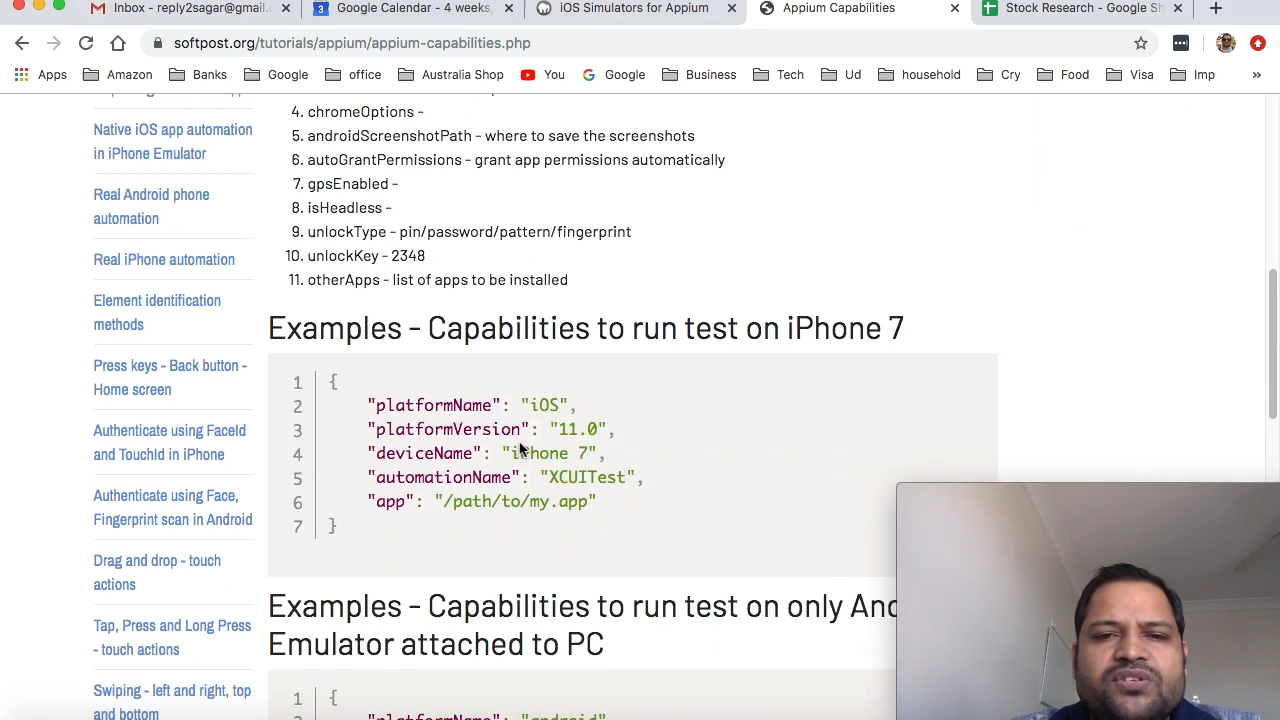 Inbox - reply2sagar@gmail.
Google Calendar - 4 weeks,
iOS Simulators for Appium
Appium Capabilities
Stock Research - Google Sh
softpost.org/tutorials/appium/appium-capabilities.php
Apps
Amazon
Banks
Google
office
Australia Shop
You
Google
Business
Tech
Ud
household
Cry
Food
Visa
Imp
»
Native iOS app automation
in iPhone Emulator
Real Android phone
automation
Real iPhone automation
Element identification
methods
Press keys - Back button -
Home screen
Authenticate using FaceId
and TouchId in iPhone
Authenticate using Face,
Fingerprint scan in Android
Drag and drop - touch
actions
Tap, Press and Long Press
- touch actions
Swiping - left and right, top
and bottom
4. chromeOptions -
5. androidScreenshotPath - where to save the screenshots
6. autoGrantPermissions - grant app permissions automatically
7. gpsEnabled -
8. isHeadless -
9. unlockType - pin/password/pattern/fingerprint
10. unlockKey - 2348
11. otherApps - list of apps to be installed
Examples - Capabilities to run test on iPhone 7
1 {
2 "platformName": "iOS",
3 "platformVersion": "11.0",
4 "deviceName": "iPhone 7",
5 "automationName": "XCUITest",
6 "app": "/path/to/my.app"
7 }
Examples - Capabilities to run test on only And
Emulator attached to PC
1 {
"platformName": "android"